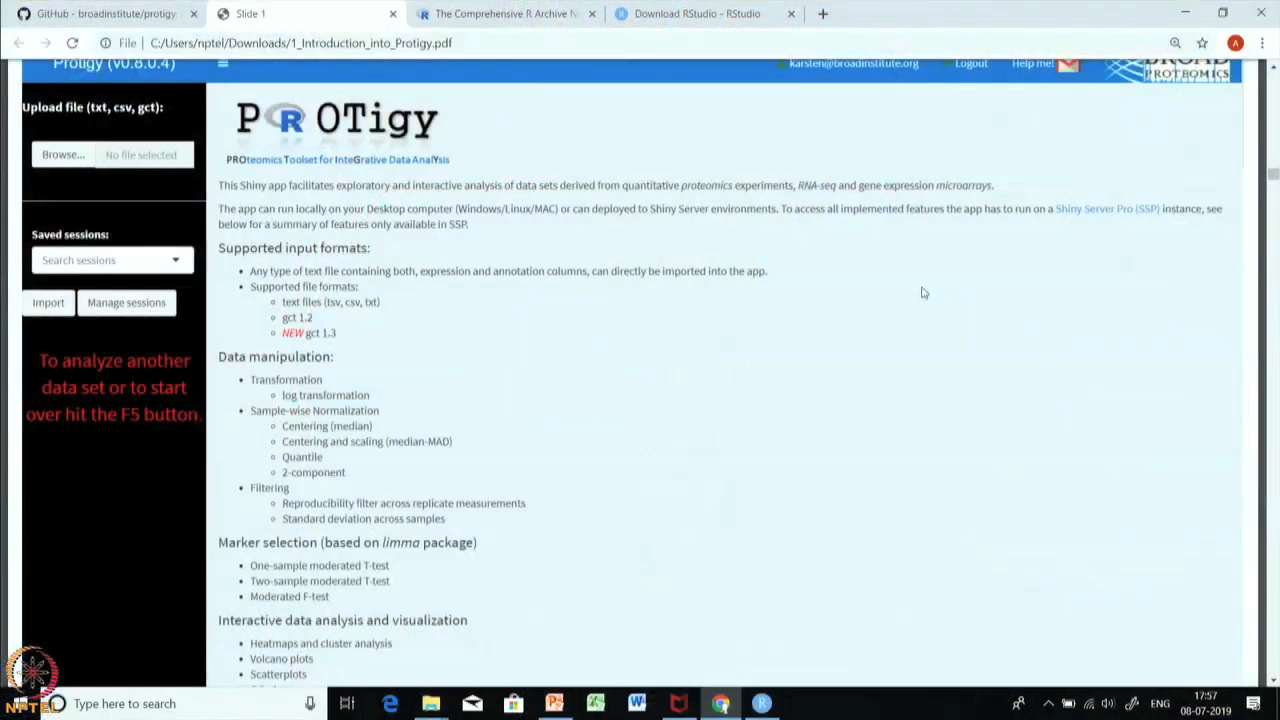 GitHub - broadinstitute/protigy
Slide 1
The Comprehensive R Archive N
Download RStudio - RStudio
File
C:/Users/nptel/Downloads/1_Introduction_into_Protigy.pdf
A
Protigy (v0.8.0.4)
karsten@broadinstitute.org
Logout
Help me!
BROAD
PROTEOMICS
Upload file (txt, csv, gct):
Browse...
No file selected
Saved sessions:
Search sessions
Import
Manage sessions
To analyze another
data set or to start
over hit the F5 button.
PROTigy
PROteomics Toolset for InteGrative Data AnalYsis
This Shiny app facilitates exploratory and interactive analysis of data sets derived from quantitative proteomics experiments, RNA-seq and gene expression microarrays.
The app can run locally on your Desktop computer (Windows/Linux/MAC) or can deployed to Shiny Server environments. To access all implemented features the app has to run on a Shiny Server Pro (SSP) instance, see
below for a summary of features only available in SSP.
Supported input formats:
Any type of text file containing both, expression and annotation columns, can directly be imported into the app.
Supported file formats:
text files (tsv, csv, txt)
gct 1.2
NEW gct 1.3
Data manipulation:
Transformation
log transformation
Sample-wise Normalization
Centering (median)
Centering and scaling (median-MAD)
Quantile
2-component
Filtering
Reproducibility filter across replicate measurements
Standard deviation across samples
Marker selection (based on limma package)
One-sample moderated T-test
Two-sample moderated T-test
Moderated F-test
Interactive data analysis and visualization
Heatmaps and cluster analysis
Volcano plots
Scatterplots
NPTEL
Type here to search
ENG
17:57
08-07-2019